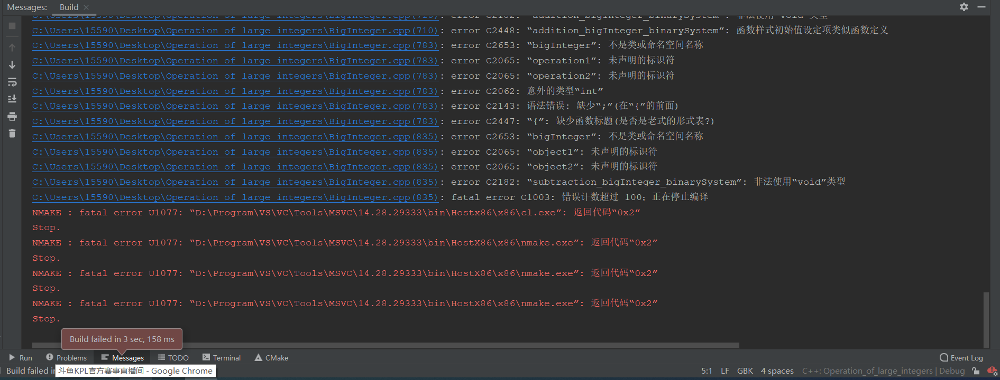 Messages: Build
C:\Users\15590\Desktop\Operation of large integers\BigInteger.cpp(710): error C2182: “addition_bigInteger_binarySystem”: 非法使用“void”类型
C:\Users\15590\Desktop\Operation of large integers\BigInteger.cpp(710): error C2448: “addition_bigInteger_binarySystem”: 函数样式初始值设定项类似函数定义
C:\Users\15590\Desktop\Operation of large integers\BigInteger.cpp(783): error C2653: “bigInteger”: 不是类或命名空间名称
C:\Users\15590\Desktop\Operation of large integers\BigInteger.cpp(783): error C2065: “operation1”: 未声明的标识符
C:\Users\15590\Desktop\Operation of large integers\BigInteger.cpp(783): error C2065: “operation2”: 未声明的标识符
C:\Users\15590\Desktop\Operation of large integers\BigInteger.cpp(783): error C2062: 意外的类型“int”
C:\Users\15590\Desktop\Operation of large integers\BigInteger.cpp(783): error C2143: 语法错误: 缺少“;”(在“{”的前面)
C:\Users\15590\Desktop\Operation of large integers\BigInteger.cpp(783): error C2447: “{”: 缺少函数标题(是否是老式的形式表?)
C:\Users\15590\Desktop\Operation of large integers\BigInteger.cpp(835): error C2653: “bigInteger”: 不是类或命名空间名称
C:\Users\15590\Desktop\Operation of large integers\BigInteger.cpp(835): error C2065: “object1”: 未声明的标识符
C:\Users\15590\Desktop\Operation of large integers\BigInteger.cpp(835): error C2065: “object2”: 未声明的标识符
C:\Users\15590\Desktop\Operation of large integers\BigInteger.cpp(835): error C2182: “subtraction_bigInteger_binarySystem”: 非法使用“void”类型
C:\Users\15590\Desktop\Operation of large integers\BigInteger.cpp(835): fatal error C1003: 错误计数超过 100; 正在停止编译
NMAKE : fatal error U1077: “D:\Program\VS\VC\Tools\MSVC\14.28.29333\bin\Hostx86\x86\cl.exe”: 返回代码“0x2”
Stop.
NMAKE : fatal error U1077: “D:\Program\VS\VC\Tools\MSVC\14.28.29333\bin\HostX86\x86\nmake.exe”: 返回代码“0x2”
Stop.
NMAKE : fatal error U1077: “D:\Program\VS\VC\Tools\MSVC\14.28.29333\bin\HostX86\x86\nmake.exe”: 返回代码“0x2”
Stop.
NMAKE : fatal error U1077: “D:\Program\VS\VC\Tools\MSVC\14.28.29333\bin\HostX86\x86\nmake.exe”: 返回代码“0x2”
Stop.
Build failed in 3 sec, 158 ms
Run Problems Messages TODO Terminal CMake Event Log
Build failed in 斗鱼KPL官方赛事直播间 - Google Chrome 5:1 LF GBK 4 spaces C++: Operation_of_large_integers | Debug